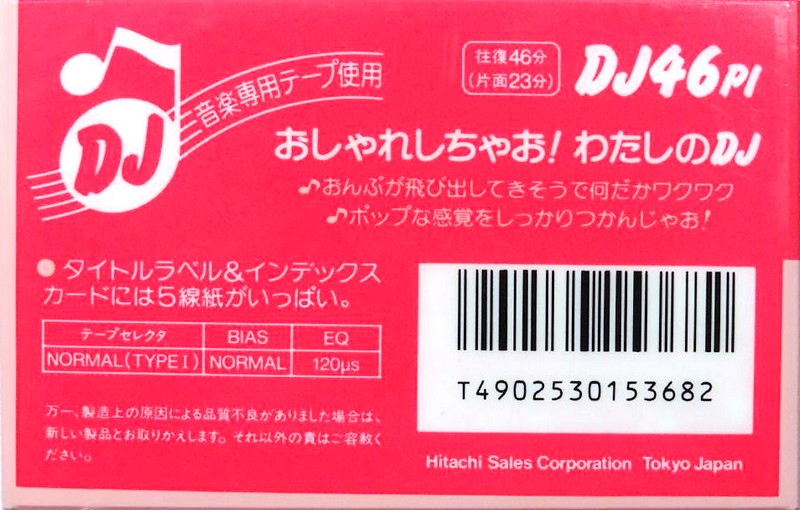 DJ
音楽専用テープ使用
往復46分
(片面23分)
DJ46PI
おしゃれしちゃお! わたしのDJ
♪おんぷが飛び出してきそうで何だかワクワク
♪ポップな感覚をしっかりつかんじゃお!
● タイトルラベル&インデックス
カードには5線紙がいっぱい。
テープセレクタ BIAS EQ
NORMAL(TYPE I) NORMAL 120μs
万一、製造上の原因による品質不良がありました場合は、
新しい製品とお取りかえします。それ以外の責はご容赦く
ださい。
T4902530153682
Hitachi Sales Corporation Tokyo Japan